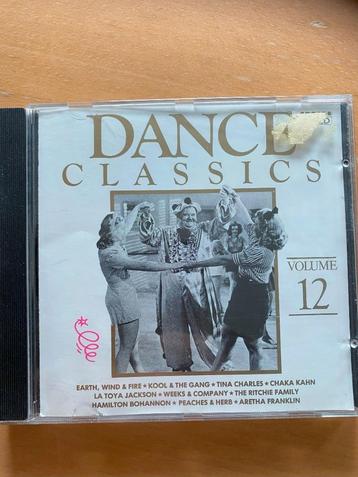 DANCE
CLASSICS
VOLUME
12
EARTH, WIND & FIRE ★ KOOL & THE GANG ★ TINA CHARLES ★ CHAKA KAHN
LA TOYA JACKSON ★ WEEKS & COMPANY ★ THE RITCHIE FAMILY
HAMILTON BOHANNON ★ PEACHES & HERB ★ ARETHA FRANKLIN